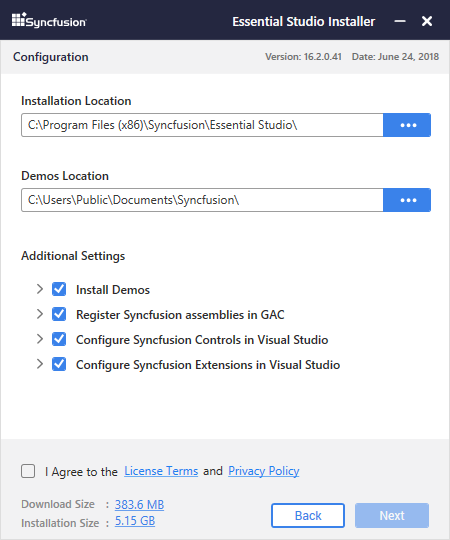 Syncfusion Essential Studio Installer
Configuration Version: 16.2.0.41 Date: June 24, 2018
Installation Location
C:\Program Files (x86)\Syncfusion\Essential Studio\
Demos Location
C:\Users\Public\Documents\Syncfusion\
Additional Settings
Install Demos
Register Syncfusion assemblies in GAC
Configure Syncfusion Controls in Visual Studio
Configure Syncfusion Extensions in Visual Studio
I Agree to the License Terms and Privacy Policy
Download Size : 383.6 MB
Installation Size : 5.15 GB
Back Next